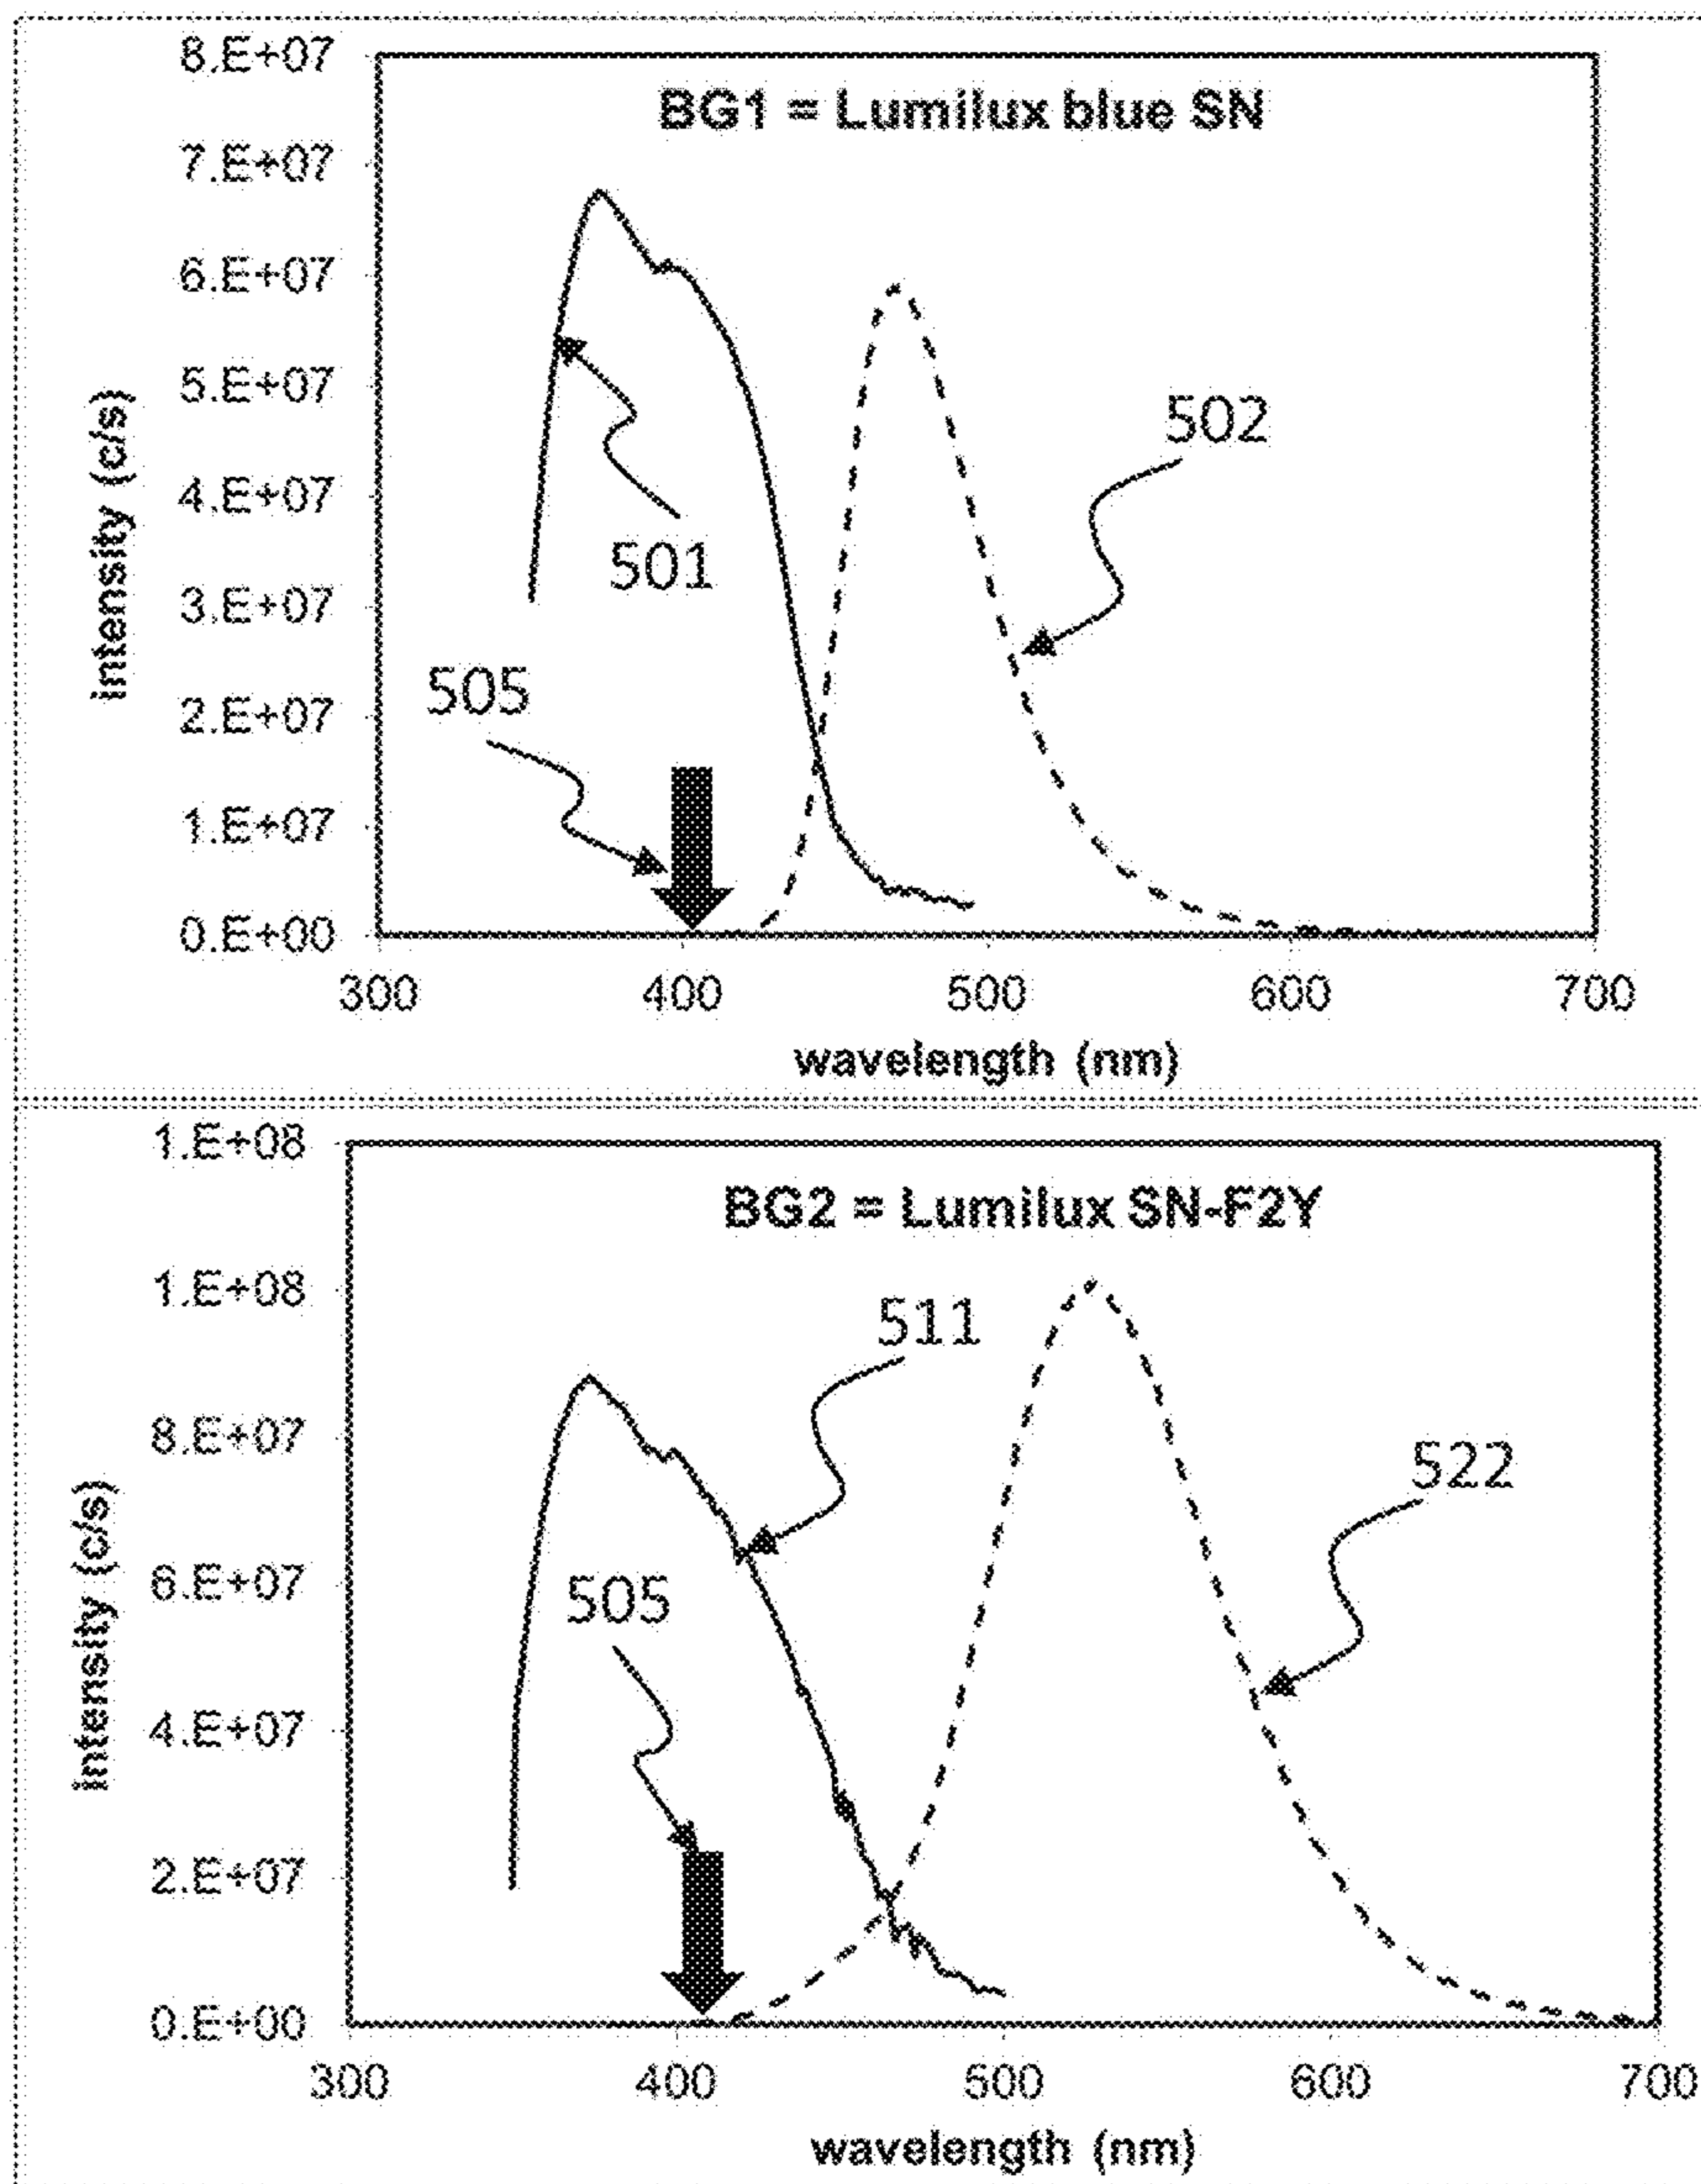 8.E+07
BG1 = Lumilux blue SN
7.E+07
6.E+07
5.E+07
502
4.E+07
501
3.E+07
505
2.E+07
1.E+07
0.E+00
300 400 500 600 700
intensity (c/s)
wavelength (nm)
1.E+08
BG2 = Lumilux SN-F2Y
1.E+08
511
8.E+07
522
6.E+07
505
4.E+07
2.E+07
0.E+00
300 400 500 600 700
intensity (c/s)
wavelength (nm)